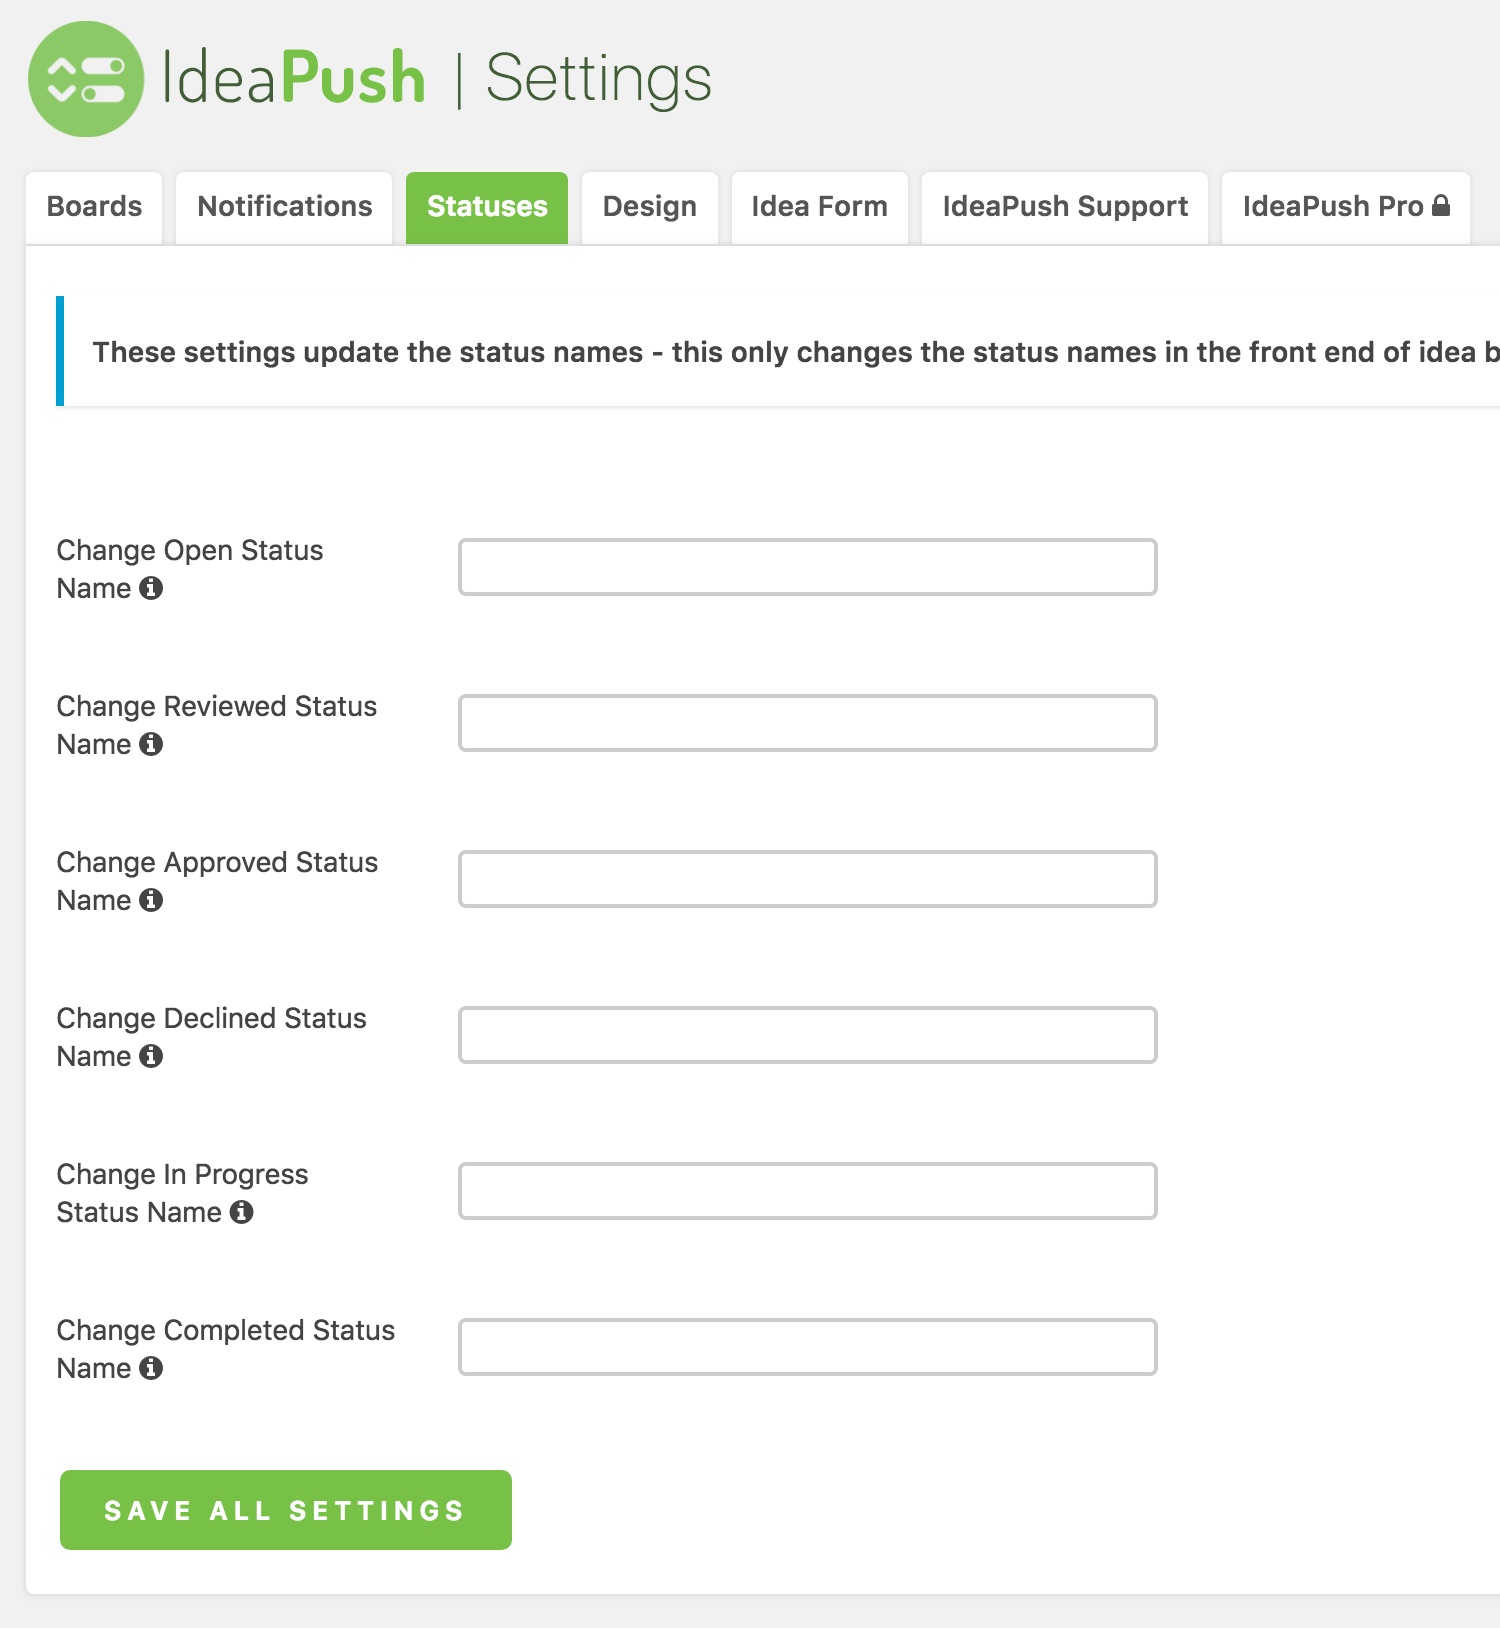 IdeaPush | Settings
Boards Notifications Statuses Design Idea Form IdeaPush Support IdeaPush Pro
These settings update the status names - this only changes the status names in the front end of idea b
Change Open Status
Name
Change Reviewed Status
Name
Change Approved Status
Name
Change Declined Status
Name
Change In Progress
Status Name
Change Completed Status
Name
SAVE ALL SETTINGS